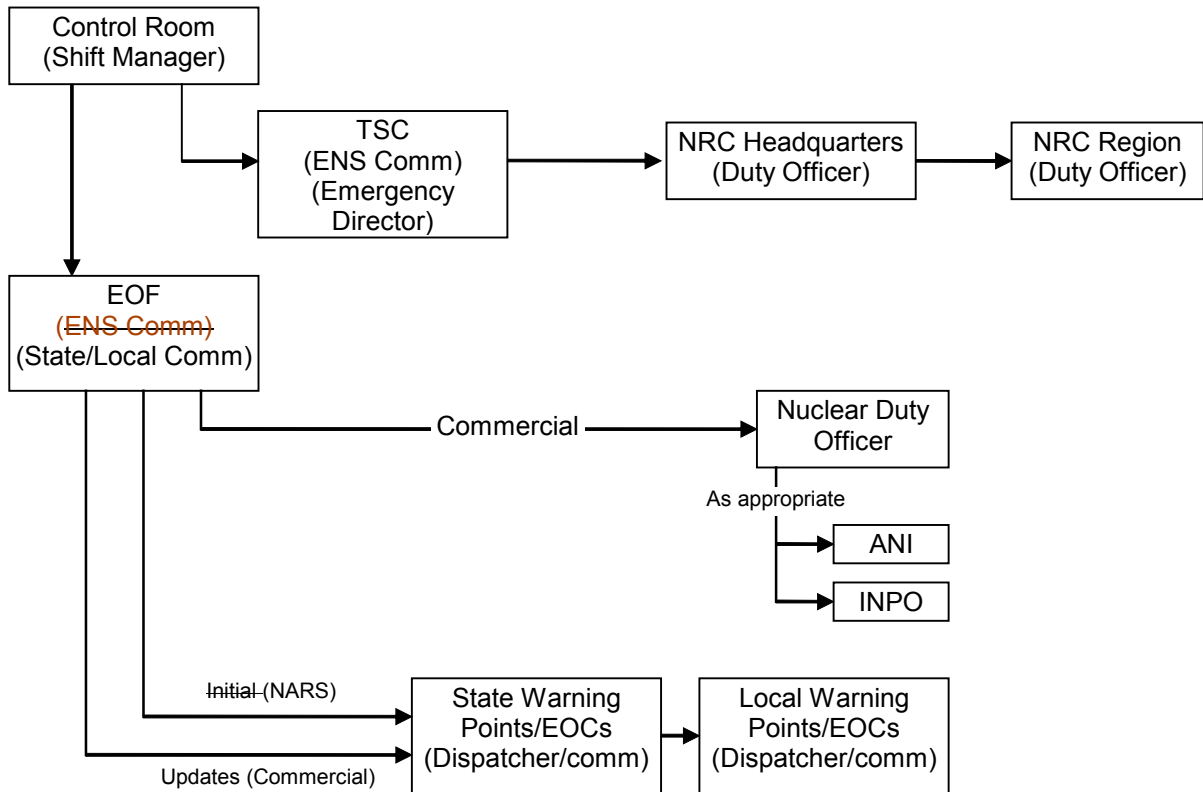 Control Room
(Shift Manager)
TSC
(ENS Comm)
(Emergency
Director)
NRC Headquarters
(Duty Officer)
NRC Region
(Duty Officer)
EOF
(ENS Comm)
(State/Local Comm)
Commercial
Nuclear Duty
Officer
As appropriate
ANI
INPO
Initial (NARS)
Updates (Commercial)
State Warning
Points/EOCs
(Dispatcher/comm)
Local Warning
Points/EOCs
(Dispatcher/comm)